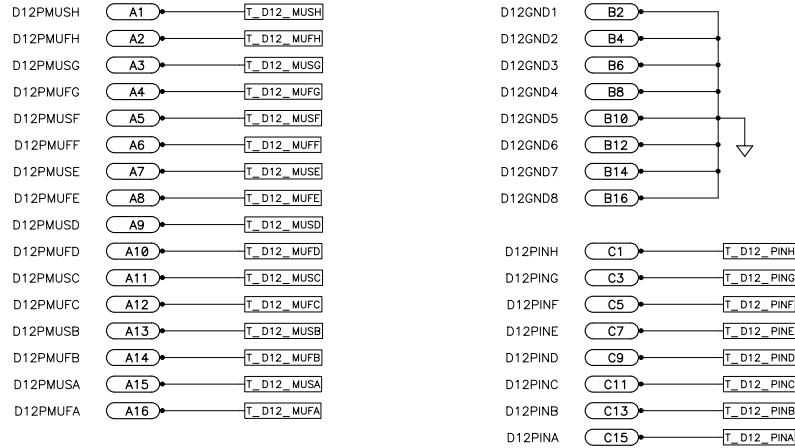 D12PMUSH A1 T_D12_MUSH
D12PMUFH A2 T_D12_MUFH
D12PMUSG A3 T_D12_MUSG
D12PMUFG A4 T_D12_MUFG
D12PMUSF A5 T_D12_MUSF
D12PMUFF A6 T_D12_MUFF
D12PMUSE A7 T_D12_MUSE
D12PMUFE A8 T_D12_MUFE
D12PMUSD A9 T_D12_MUSD
D12PMUFD A10 T_D12_MUFD
D12PMUSC A11 T_D12_MUSC
D12PMUFC A12 T_D12_MUFC
D12PMUSB A13 T_D12_MUSB
D12PMUFB A14 T_D12_MUFB
D12PMUSA A15 T_D12_MUSA
D12PMUFA A16 T_D12_MUFA
D12GND1 B2
D12GND2 B4
D12GND3 B6
D12GND4 B8
D12GND5 B10
D12GND6 B12
D12GND7 B14
D12GND8 B16
D12PINH C1 T_D12_PINH
D12PING C3 T_D12_PING
D12PINF C5 T_D12_PINF
D12PINE C7 T_D12_PINE
D12PIND C9 T_D12_PIND
D12PINC C11 T_D12_PINC
D12PINB C13 T_D12_PINB
D12PINA C15 T_D12_PINA